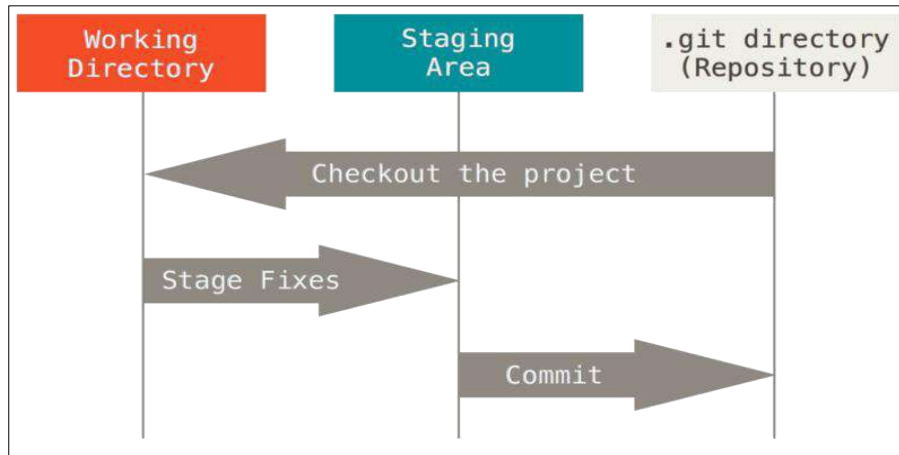 Working
Directory
Staging
Area
.git directory
(Repository)
Checkout the project
Stage Fixes
Commit